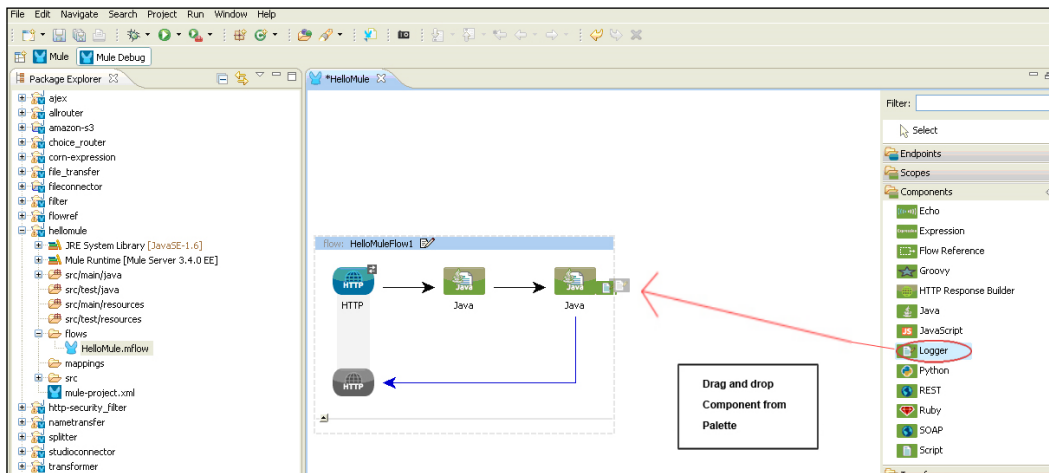 File Edit Navigate Search Project Run Window Help
Mule Mule Debug
Package Explorer
ajex
allrouter
amazon-s3
choice_router
corn-expression
file_transfer
fileconnector
filter
flowref
hellomule
JRE System Library [JavaSE-1.6]
Mule Runtime [Mule Server 3.4.0 EE]
src/main/java
src/test/java
src/main/resources
src/test/resources
flows
HelloMule.mflow
mappings
src
mule-project.xml
http-security_filter
nametransfer
splitter
studioconnector
transformer
*HelloMule
flow: HelloMuleFlow1
HTTP
Java
Java
HTTP
Java
Java
HTTP
Drag and drop
Component from
Palette
Filter:
Select
Endpoints
Scopes
Components
Echo
Expression
Flow Reference
Groovy
HTTP Response Builder
Java
JS JavaScript
Logger
Python
REST
Ruby
SOAP
Script